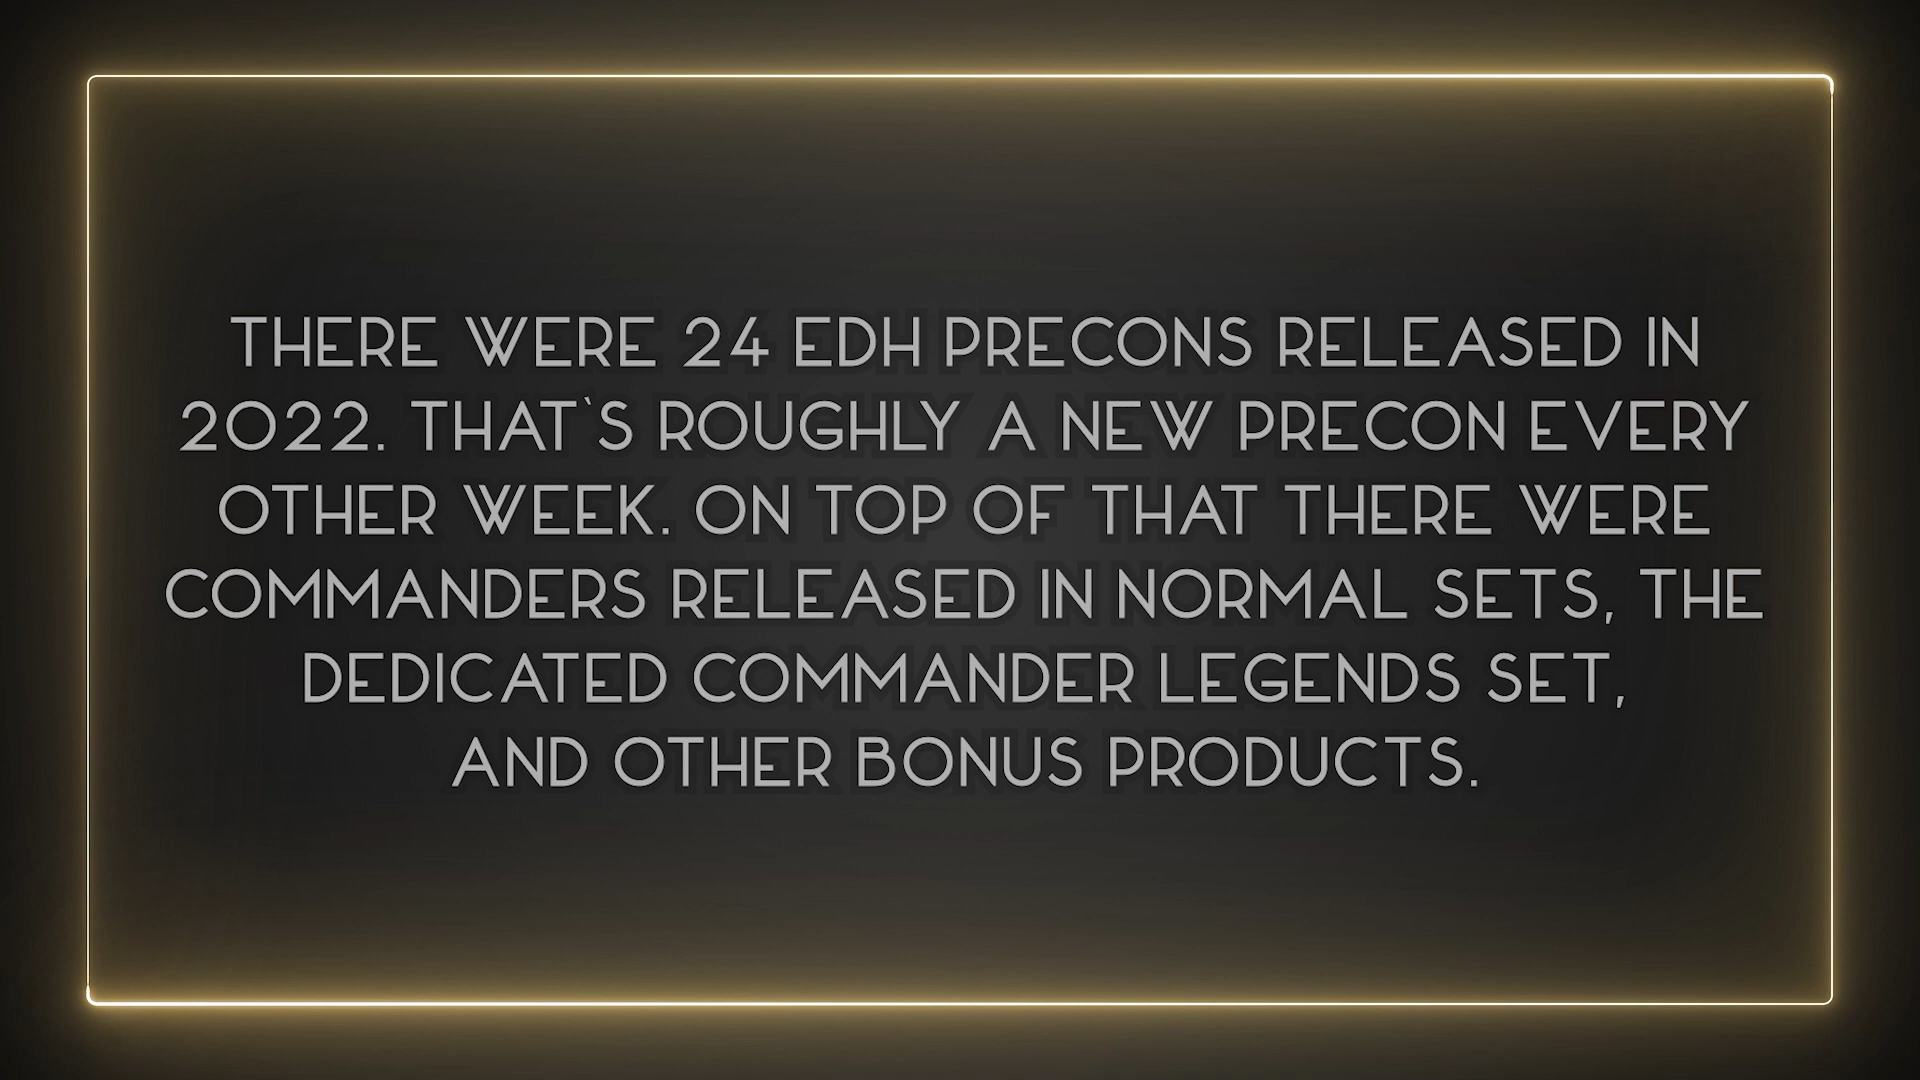 THERE WERE 24 EDH PRECONS RELEASED IN
2022. THAT`S ROUGHLY A NEW PRECON EVERY
OTHER WEEK. ON TOP OF THAT THERE WERE
COMMANDERS RELEASED IN NORMAL SETS, THE
DEDICATED COMMANDER LEGENDS SET,
AND OTHER BONUS PRODUCTS.